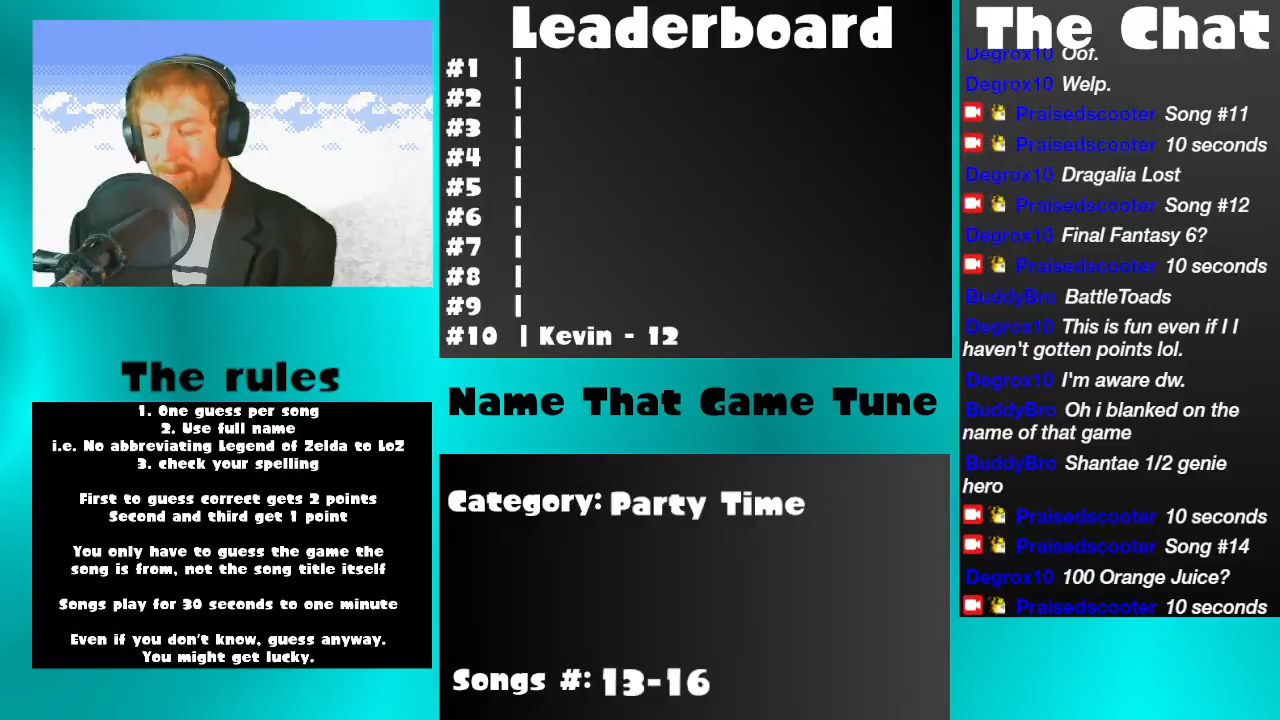 Leaderboard
#1 |
#2 |
#3 |
#4 |
#5 |
#6 |
#7 |
#8 |
#9 |
#10 | Kevin - 12
The rules
1. One guess per song
2. Use full name
i.e. No abbreviating Legend of Zelda to LoZ
3. check your spelling
First to guess correct gets 2 points
Second and third get 1 point
You only have to guess the game the
song is from, not the song title itself
Songs play for 30 seconds to one minute
Even if you don't know, guess anyway.
You might get lucky.
Name That Game Tune
Category: Party Time
Songs #: 13-16
The Chat
Degrox10 Oof.
Degrox10 Welp.
Praisedscooter Song #11
Praisedscooter 10 seconds
Degrox10 Dragalia Lost
Praisedscooter Song #12
Degrox10 Final Fantasy 6?
Praisedscooter 10 seconds
BuddyBro BattleToads
Degrox10 This is fun even if I I
haven't gotten points lol.
Degrox10 I'm aware dw.
BuddyBro Oh i blanked on the
name of that game
BuddyBro Shantae 1/2 genie
hero
Praisedscooter 10 seconds
Praisedscooter Song #14
Degrox10 100 Orange Juice?
Praisedscooter 10 seconds